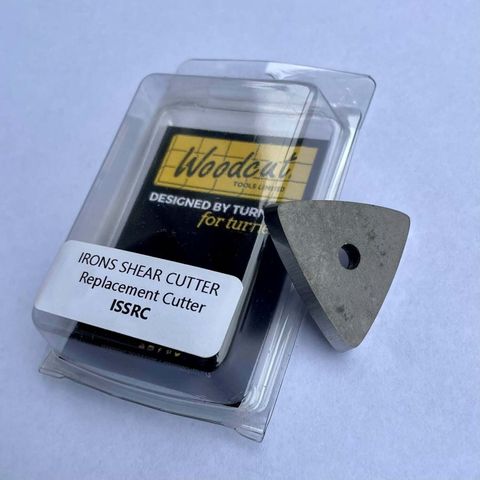 Woodcut
TOOLS LIMITED
DESIGNED BY TURN
for turne
IRONS SHEAR CUTTER
Replacement Cutter
ISSRC